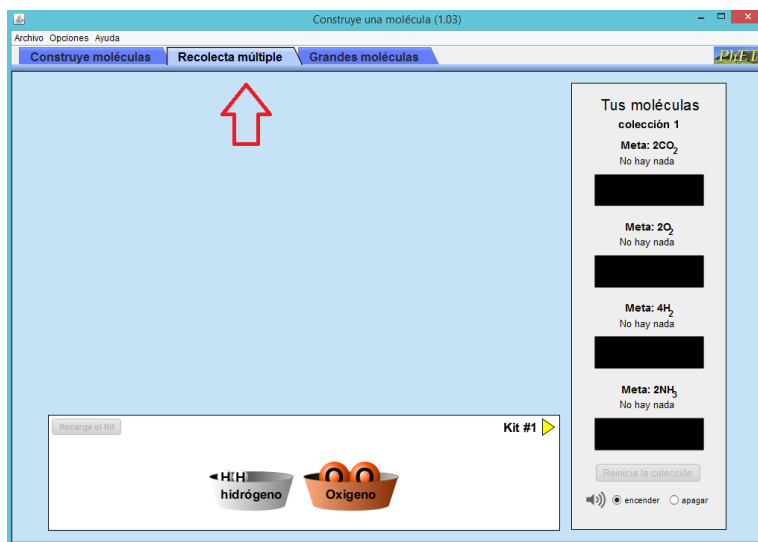 Construye una molécula (1.03)
Archivo Opciones Ayuda
Construye moléculas Recolecta múltiple Grandes moléculas
PhET
Tus moléculas
colección 1
Meta: 2CO2
No hay nada
Meta: 2O2
No hay nada
Meta: 4H2
No hay nada
Meta: 2NH3
No hay nada
Reinicia la colección
encender apagar
Recarga el Kit
Kit #1
H H
hidrógeno
O O
Oxigeno